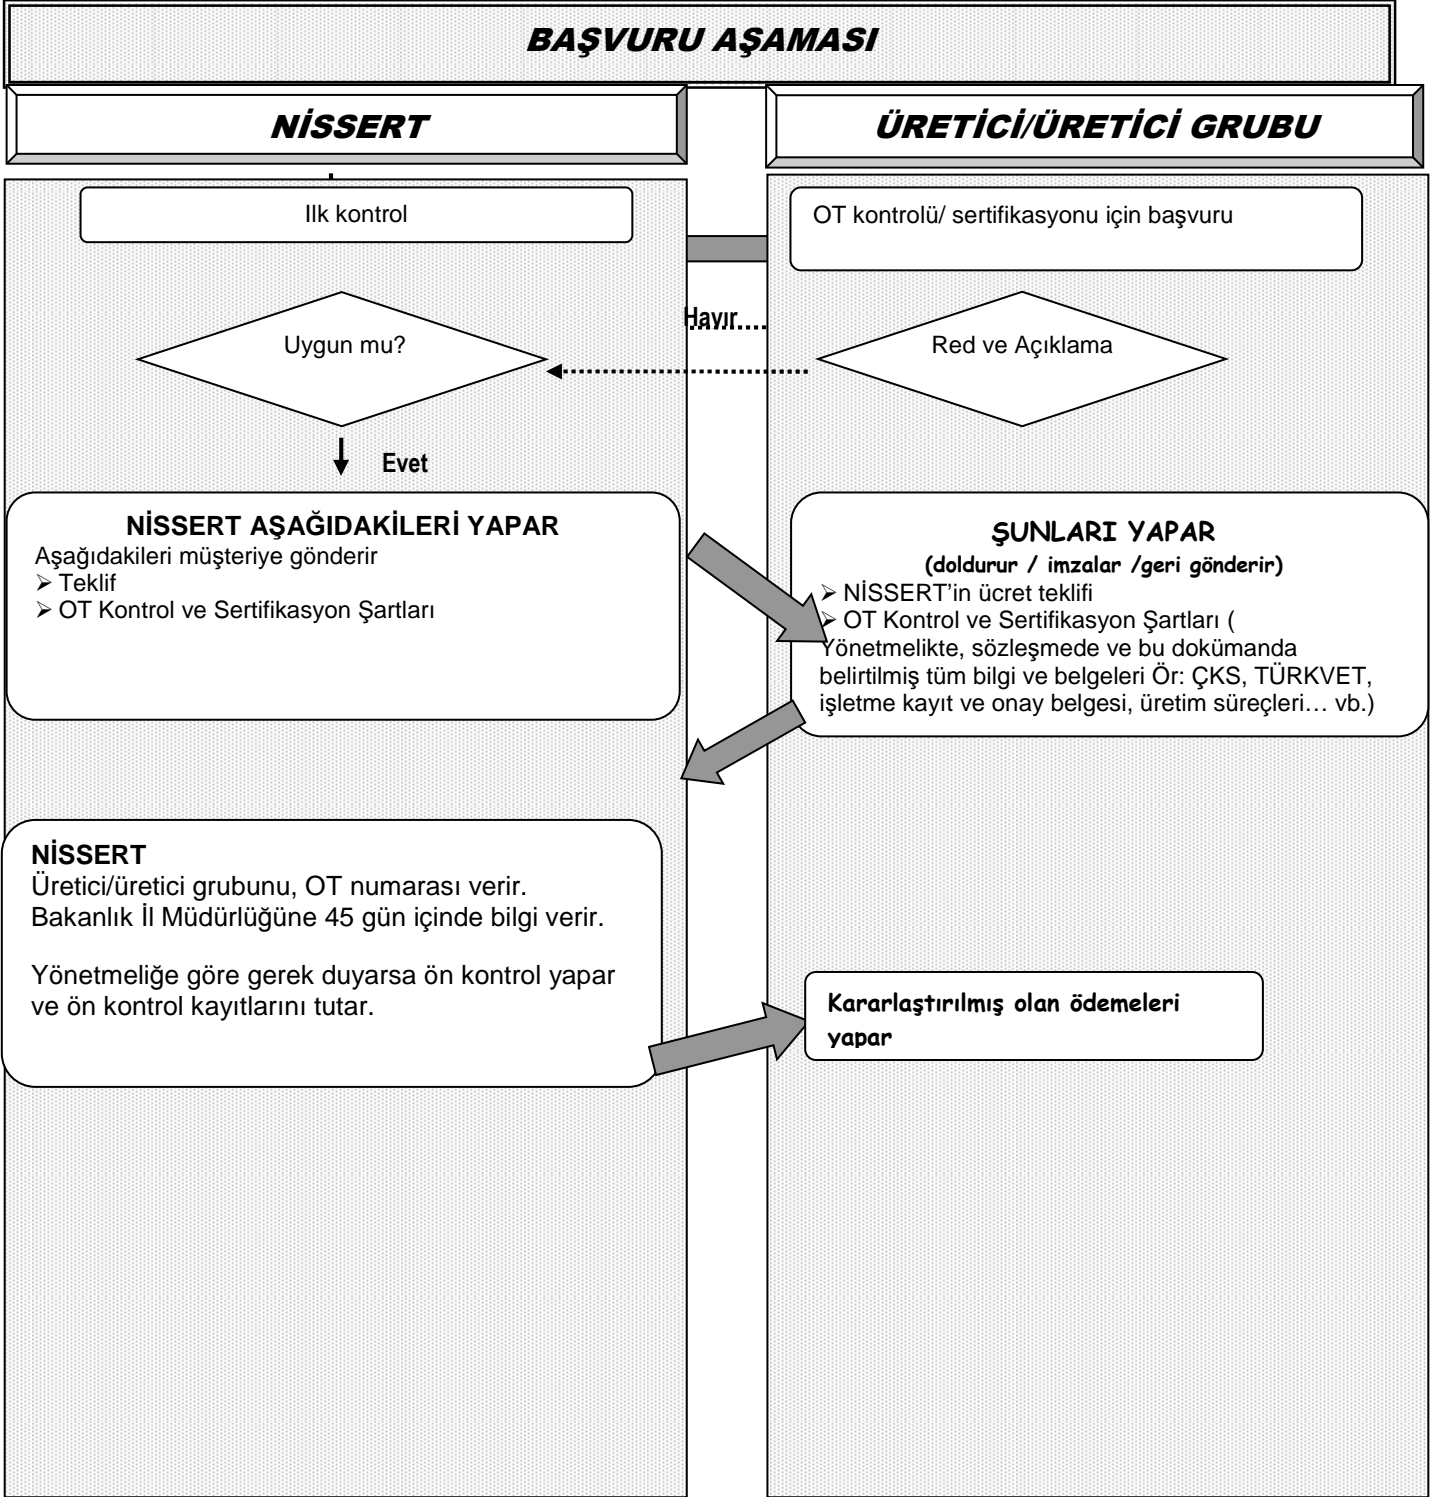 BAŞVURU AŞAMASI
NİSSERT
ÜRETİCİ/ÜRETİCİ GRUBU
Ilk kontrol
OT kontrolü/ sertifikasyonu için başvuru
Hayır
Uygun mu?
Red ve Açıklama
Evet
NİSSERT AŞAĞIDAKİLERİ YAPAR
Aşağıdakileri müşteriye gönderir
➢ Teklif
➢ OT Kontrol ve Sertifikasyon Şartları
ŞUNLARI YAPAR
(doldurur / imzalar /geri gönderir)
➢ NİSSERT’in ücret teklifi
➢ OT Kontrol ve Sertifikasyon Şartları (
Yönetmelikte, sözleşmede ve bu dokümanda
belirtilmiş tüm bilgi ve belgeleri Ör: ÇKS, TÜRKVET,
işletme kayıt ve onay belgesi, üretim süreçleri… vb.)
NİSSERT
Üretici/üretici grubunu, OT numarası verir.
Bakanlık İl Müdürlüğüne 45 gün içinde bilgi verir.
Yönetmeliğe göre gerek duyarsa ön kontrol yapar
ve ön kontrol kayıtlarını tutar.
Kararlaştırılmış olan ödemeleri
yapar